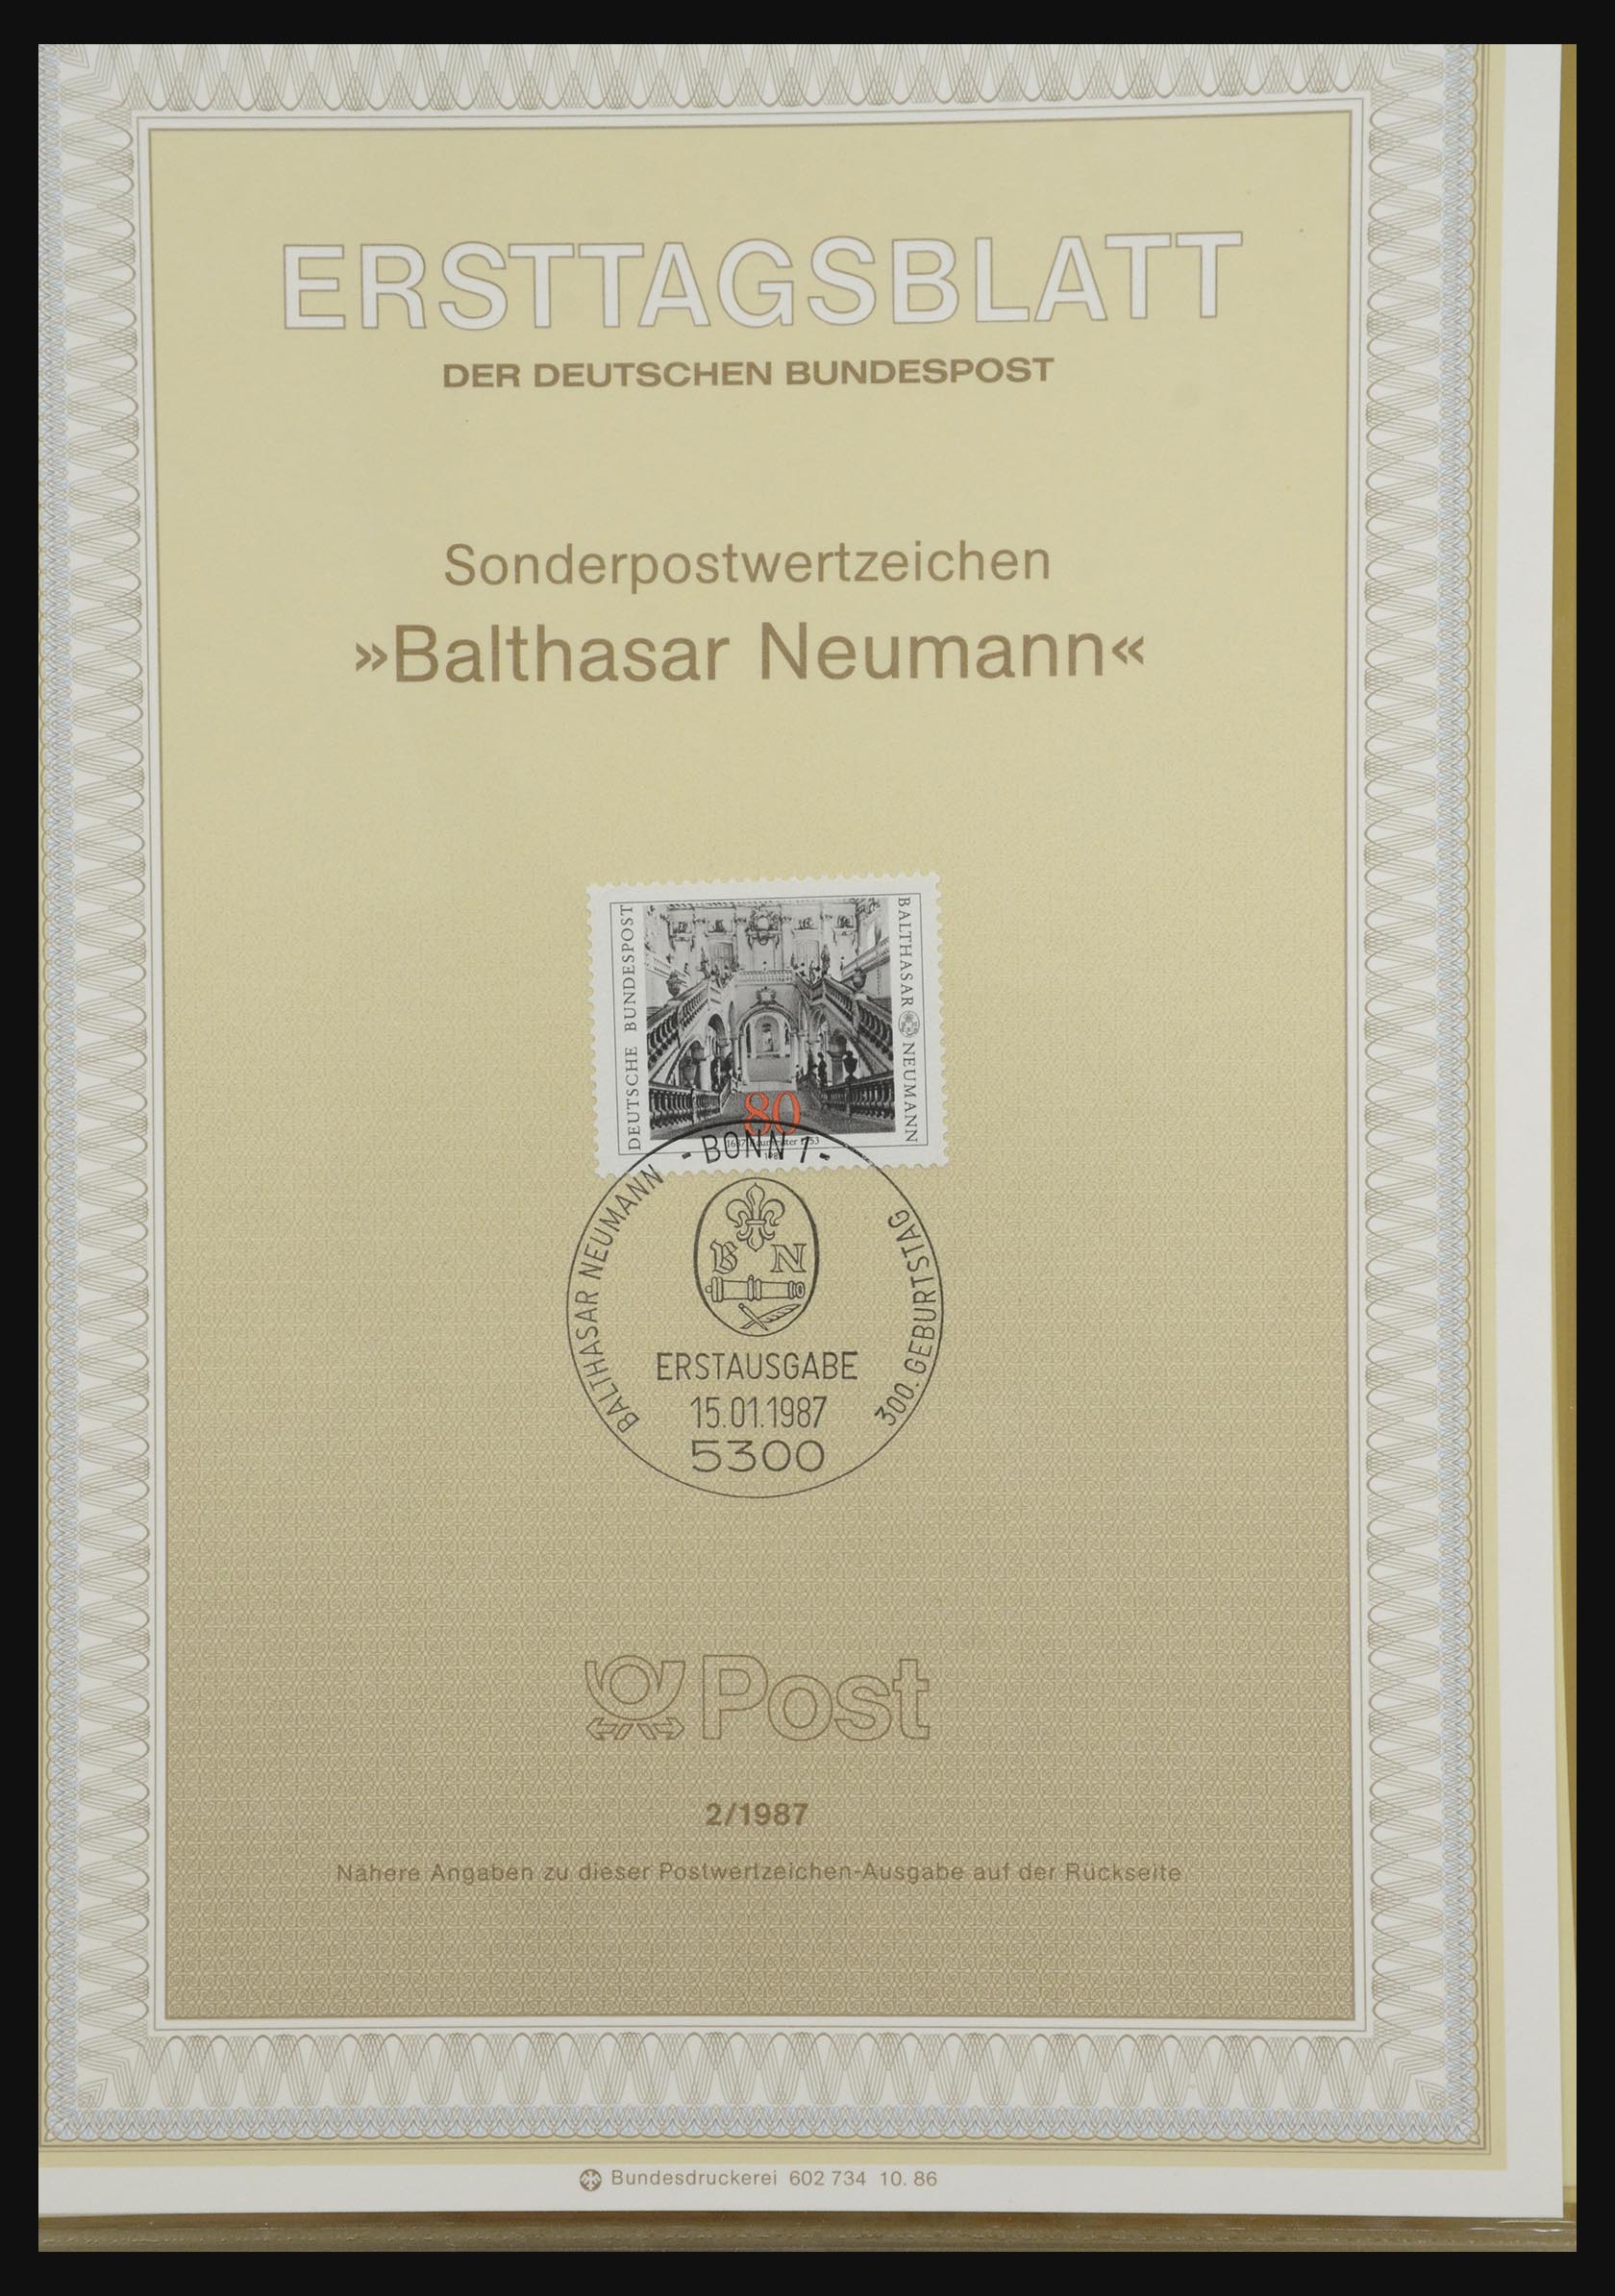 ERSTTAGSBLATT
DER DEUTSCHEN BUNDESPOST
Sonderpostwertzeichen
»Balthasar Neumann«
DEUTSCHE BUNDESPOST
BALTHASAR NEUMANN
80
- BONN 1 -
BALTHASAR NEUMANN
300. GEBURTSTAG
B N
ERSTAUSGABE
15.01.1987
5300
Post
2/1987
Nähere Angaben zu dieser Postwertzeichen-Ausgabe auf der Rückseite
Bundesdruckerei 602 734 10. 86